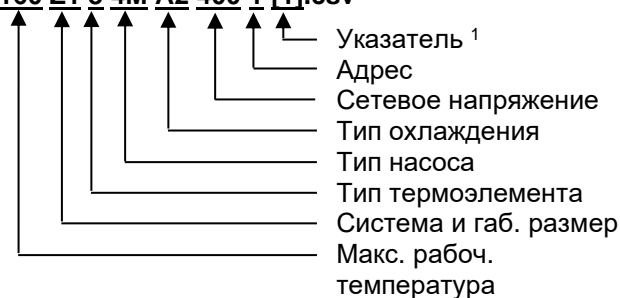 Указатель ¹
Адрес
Сетевое напряжение
Тип охлаждения
Тип насоса
Тип термоэлемента
Система и габ. размер
Макс. рабоч.
температура